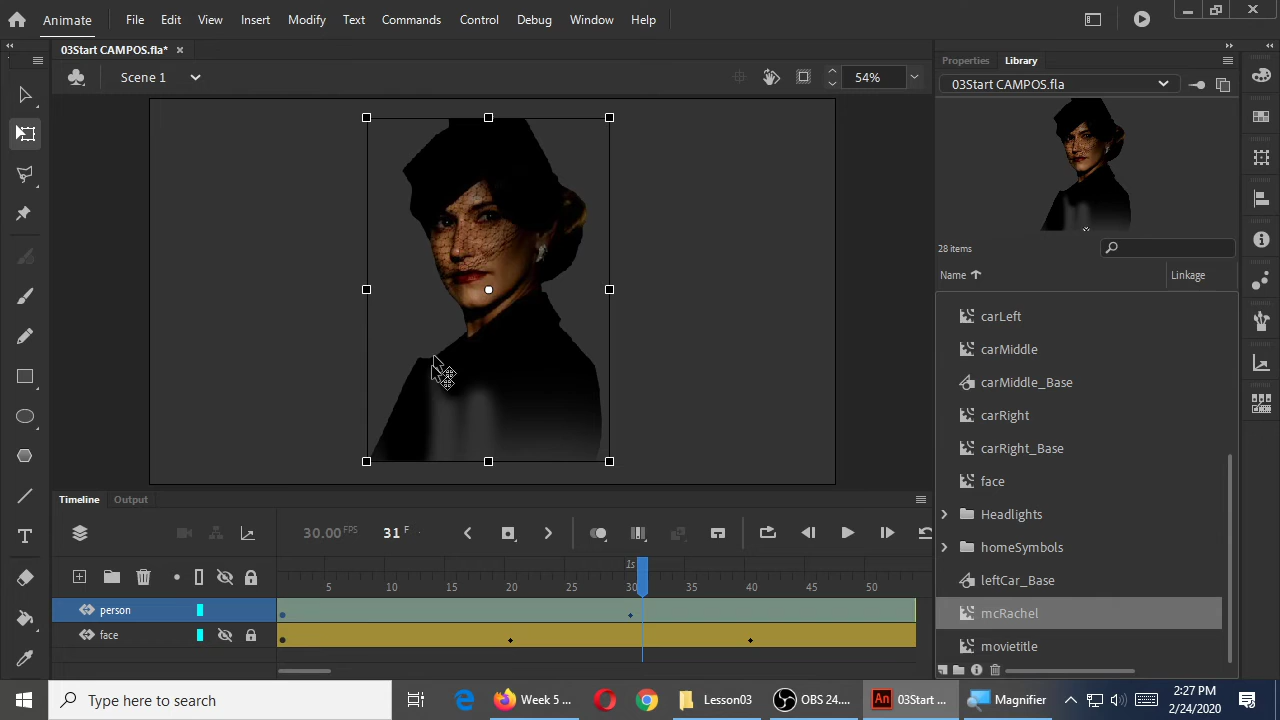 Animate
File Edit View Insert Modify Text Commands Control Debug Window Help
03Start CAMPOS.fla*
Scene 1
54%
Properties Library
03Start CAMPOS.fla
28 items
Name Linkage
carLeft
carMiddle
carMiddle_Base
carRight
carRight_Base
face
Headlights
homeSymbols
leftCar_Base
mcRachel
movietitle
Timeline Output
30.00 FPS 31 F
1s
5 10 15 20 25 30 35 40 45 50
person
face
T
Type here to search
Week 5 ...
Lesson03
OBS 24....
An
03Start ...
Magnifier
2:27 PM
2/24/2020